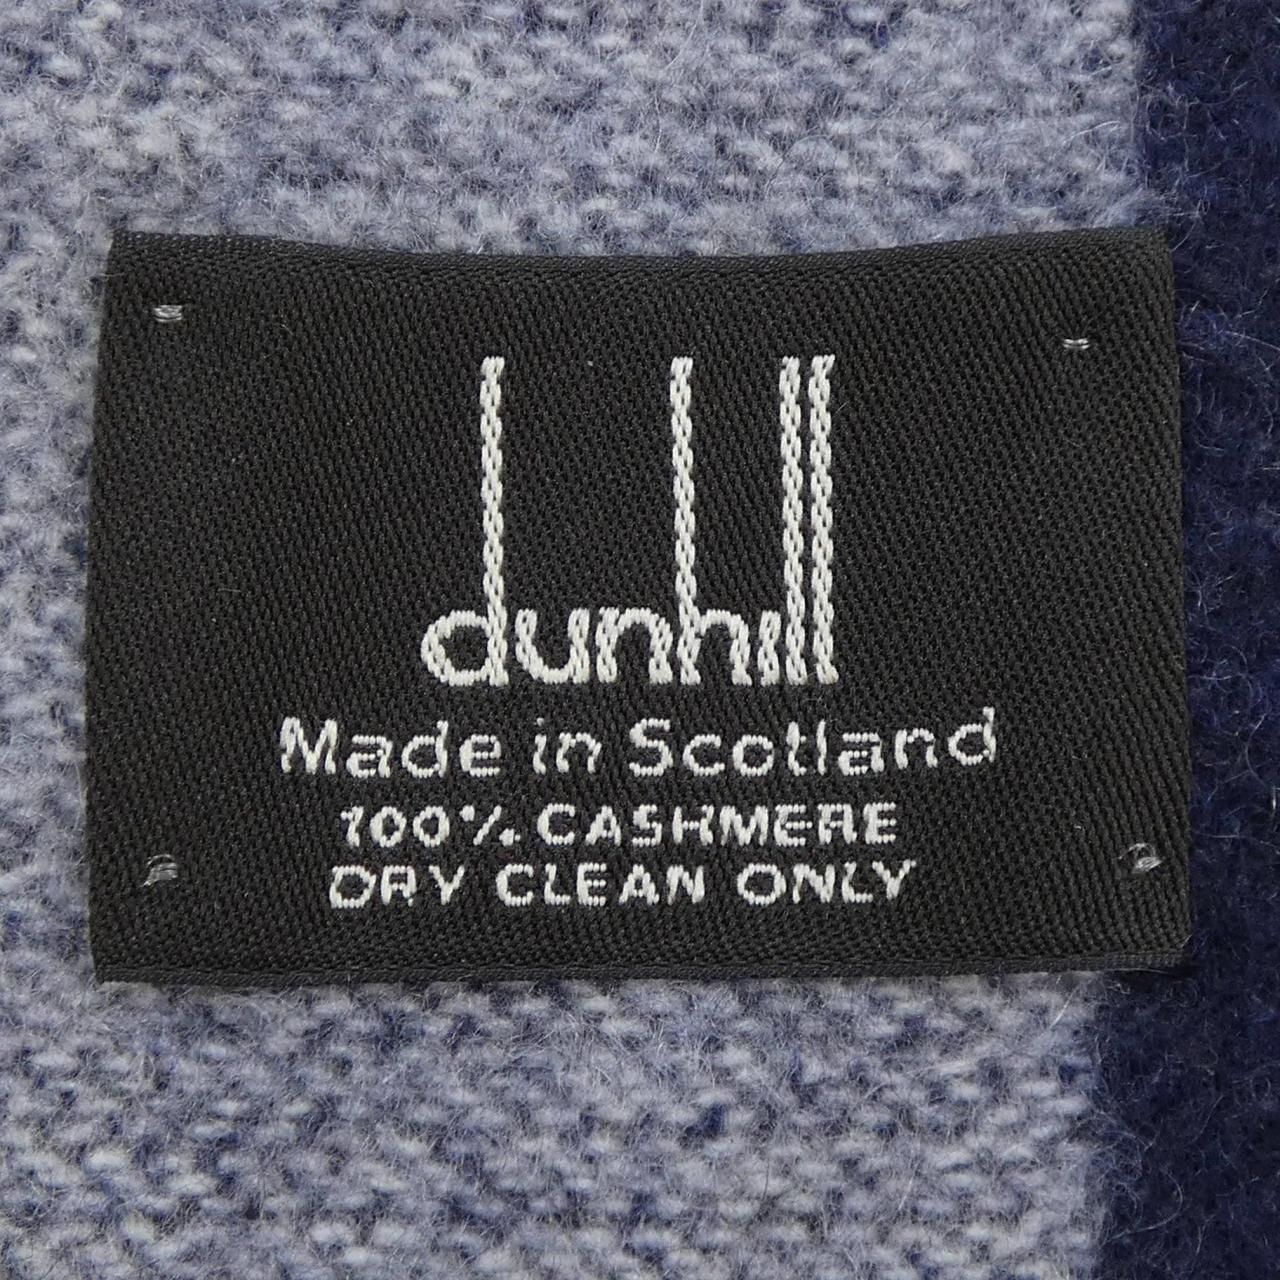 dunhill
Made in Scotland
100% CASHMERE
DRY CLEAN ONLY